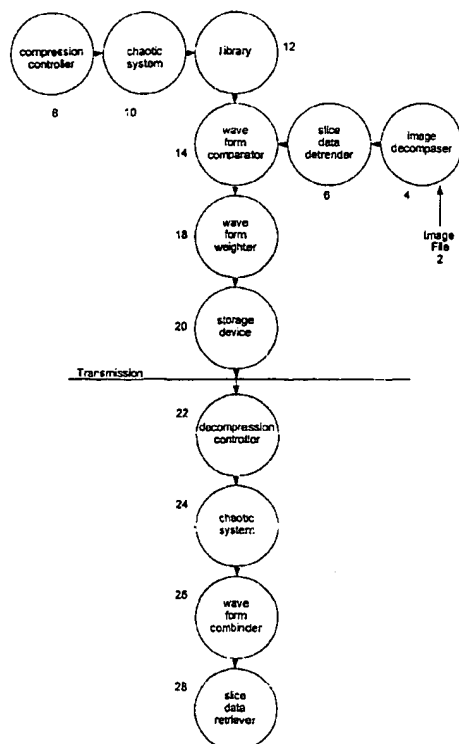 compression
controller
8
chaotic
system
10
library
12
wave
form
comparator
14
slice
data
detrender
6
image
decompaser
4
Image
File
2
wave
form
weighter
18
storage
device
20
Transmission
22
decompression
controller
24
chaotic
system
26
wave
form
combinder
28
slice
data
retriever